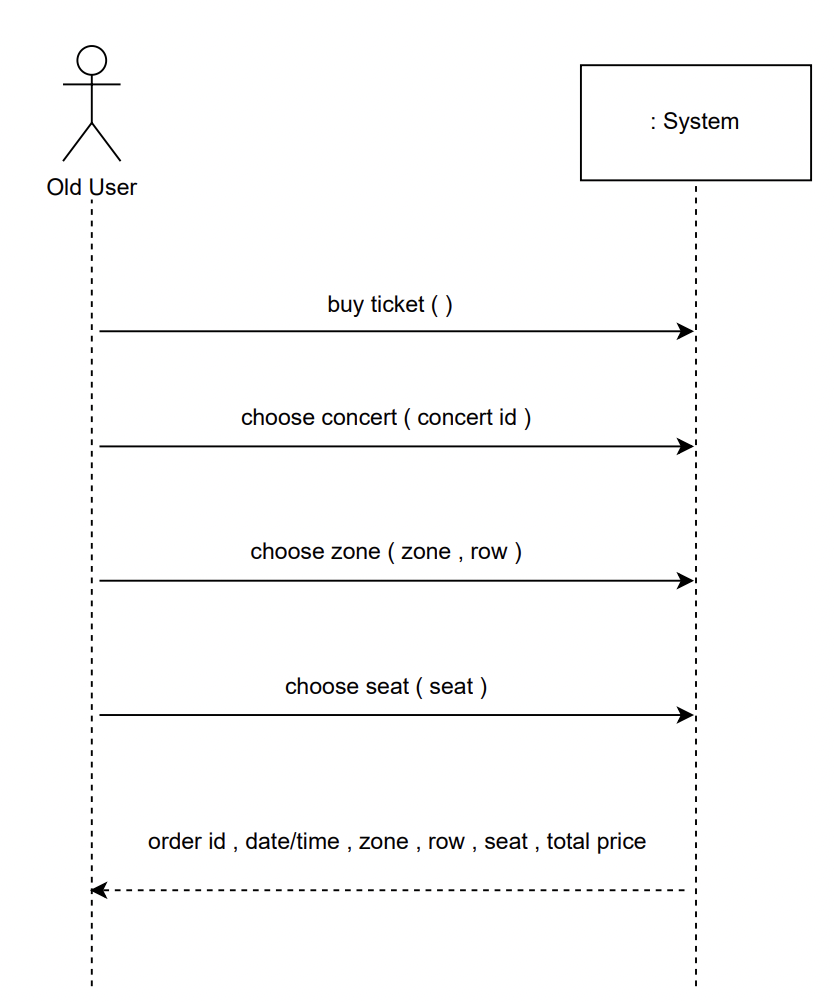 Old User
: System
buy ticket ( )
choose concert ( concert id )
choose zone ( zone , row )
choose seat ( seat )
order id , date/time , zone , row , seat , total price